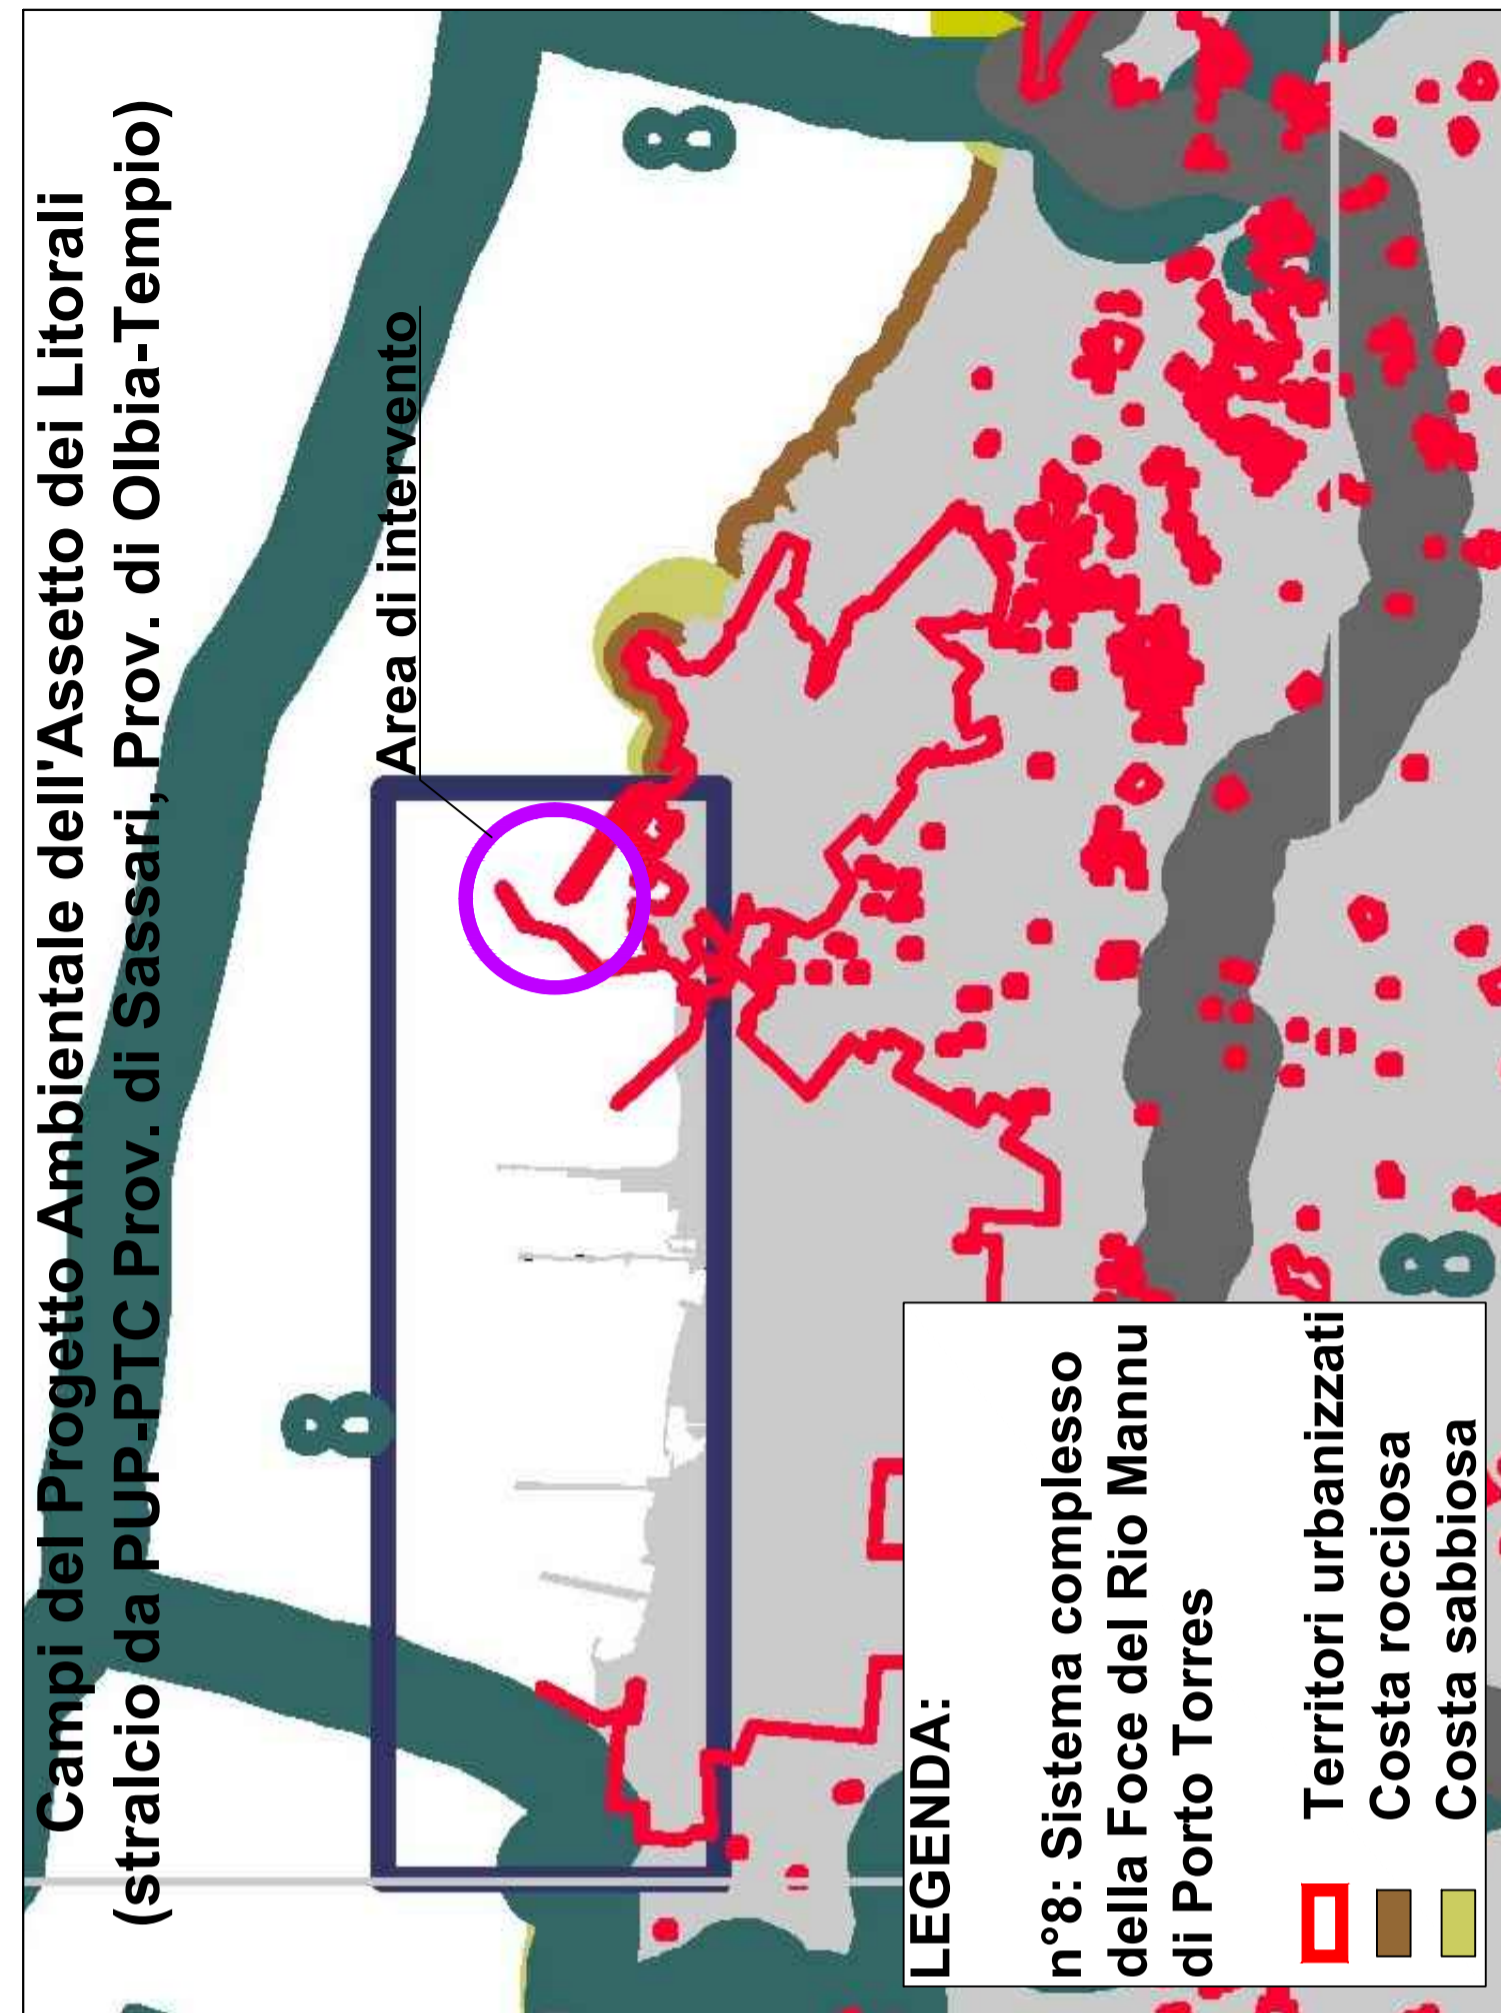 Campi del Progetto Ambientale dell'Assetto dei Litorali
(stralcio da PUP-PTC Prov. di Sassari, Prov. di Olbia-Tempio)
Area di intervento
8
8
8
LEGENDA:
n°8: Sistema complesso
della Foce del Rio Mannu
di Porto Torres
Territori urbanizzati
Costa rocciosa
Costa sabbiosa